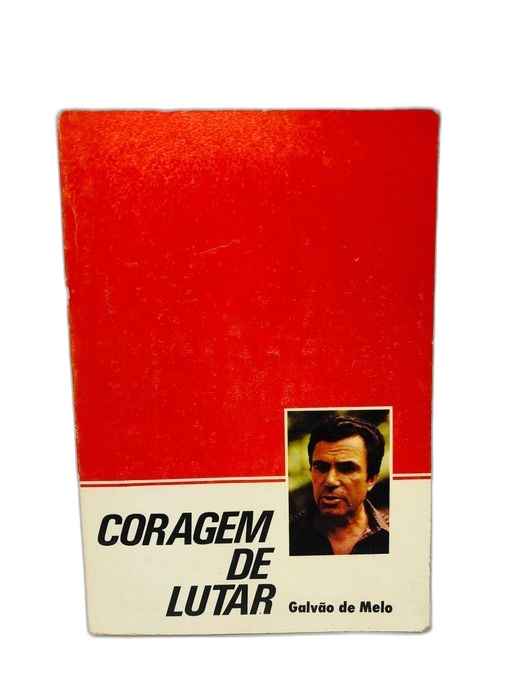 CORAGEM
DE
LUTAR
Galvão de Melo